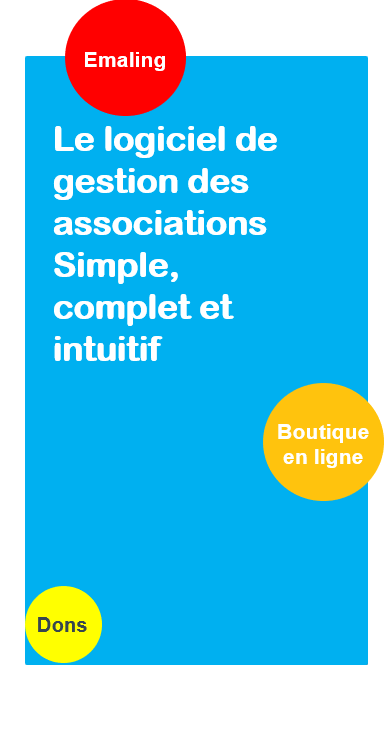 Emaling
Le logiciel de
gestion des
associations
Simple,
complet et
intuitif
Boutique
en ligne
Dons